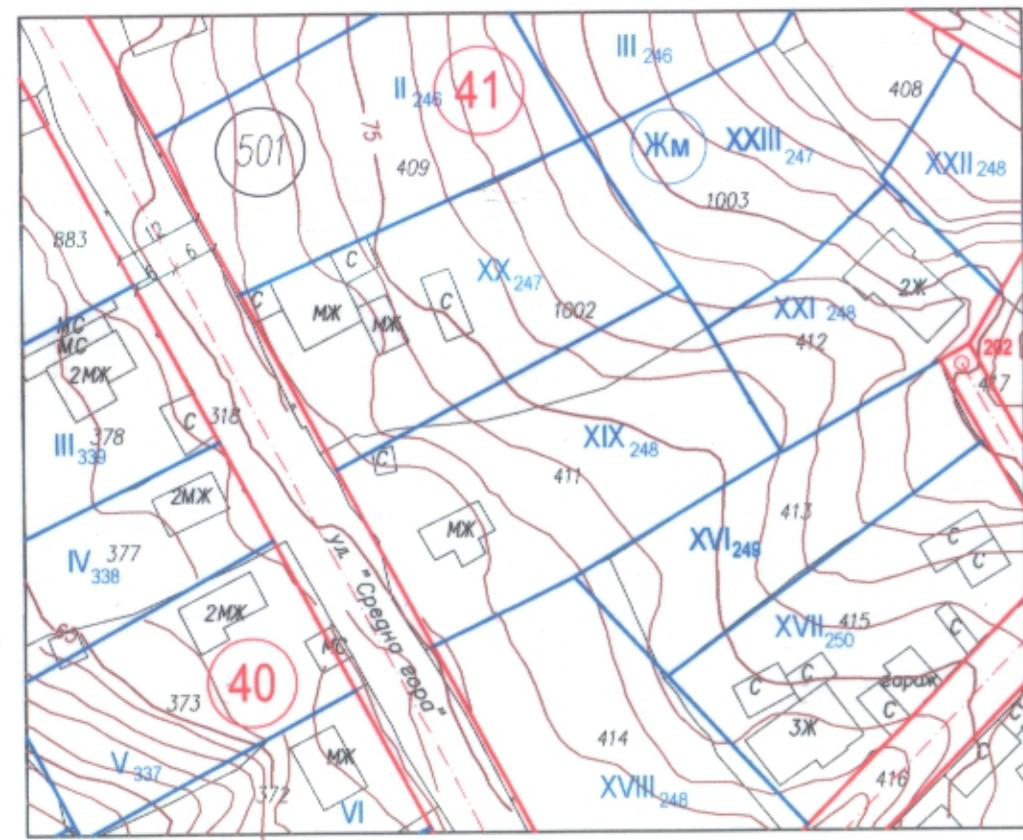 III 246
II 246
41
408
75
501
Жм
XXIII 247
XXII 248
409
1003
12
883
6
6
С
XX 247
2Ж
С
МЖ
МЖ
С
1002
XXI 248
М.С
М.С
412
202
417
2МЖ
С
318
III 339
378
XIX 248
С
411
2МЖ
МЖ
413
XVI 249
IV 338
377
ул. "Средна гора"
С
С
2МЖ
XVII 250
415
С
65
МС
40
373
С
С
гараж
С
3Ж
414
С
С
V 337
МЖ
416
372
VI
XVIII 248